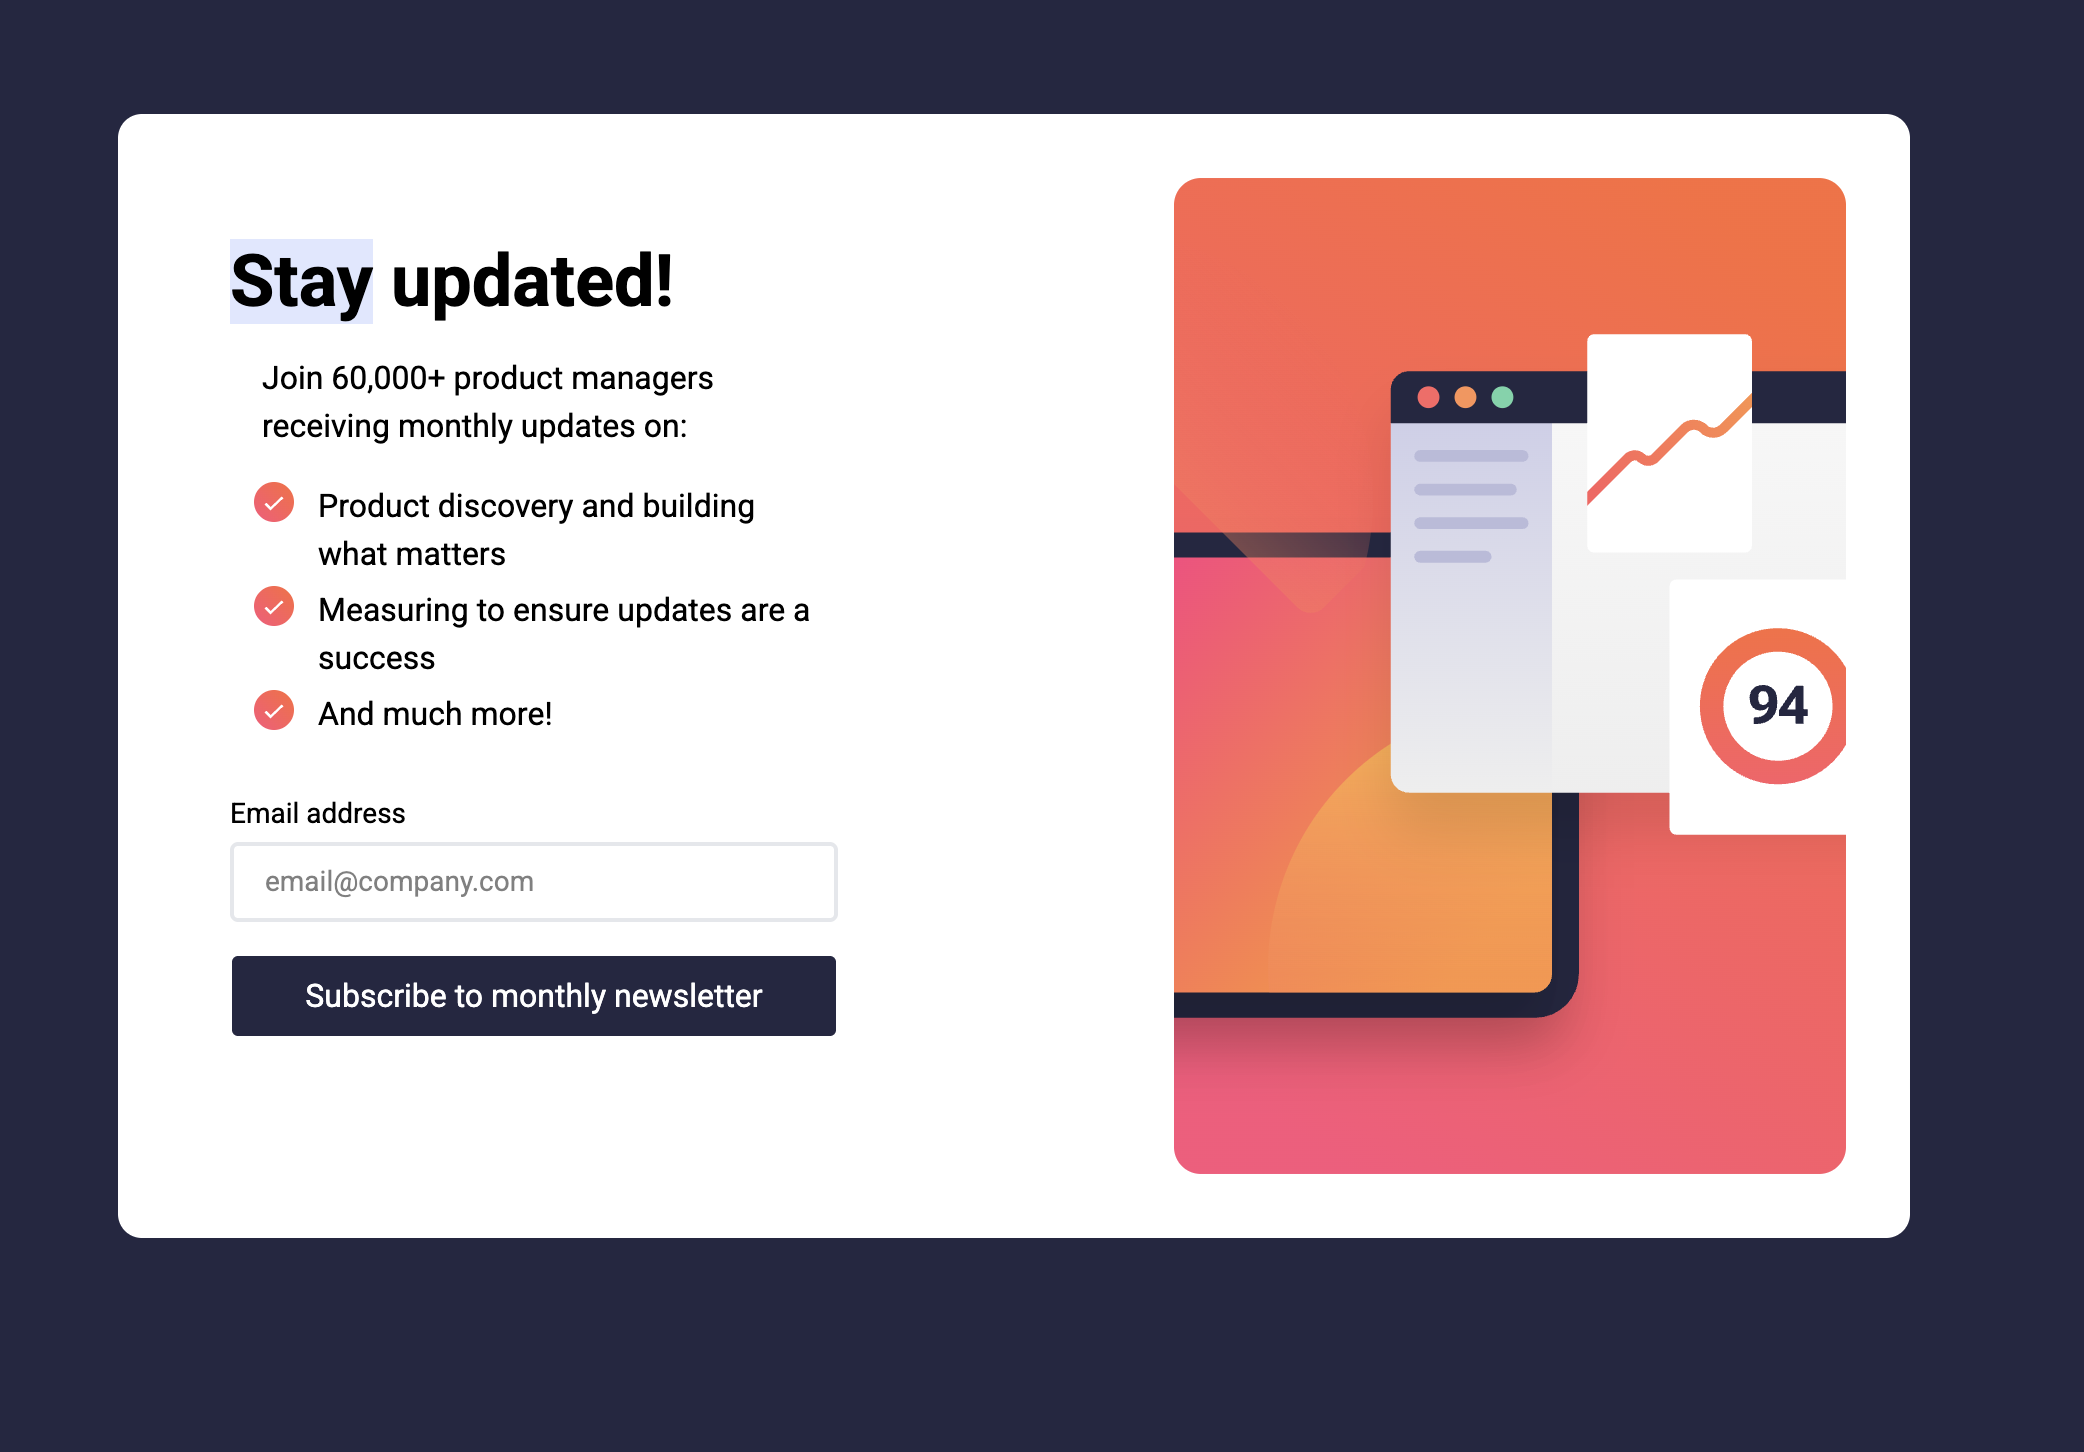 Stay updated!
Join 60,000+ product managers
receiving monthly updates on:
Product discovery and building
what matters
Measuring to ensure updates are a
success
And much more!
Email address
email@company.com
Subscribe to monthly newsletter
94